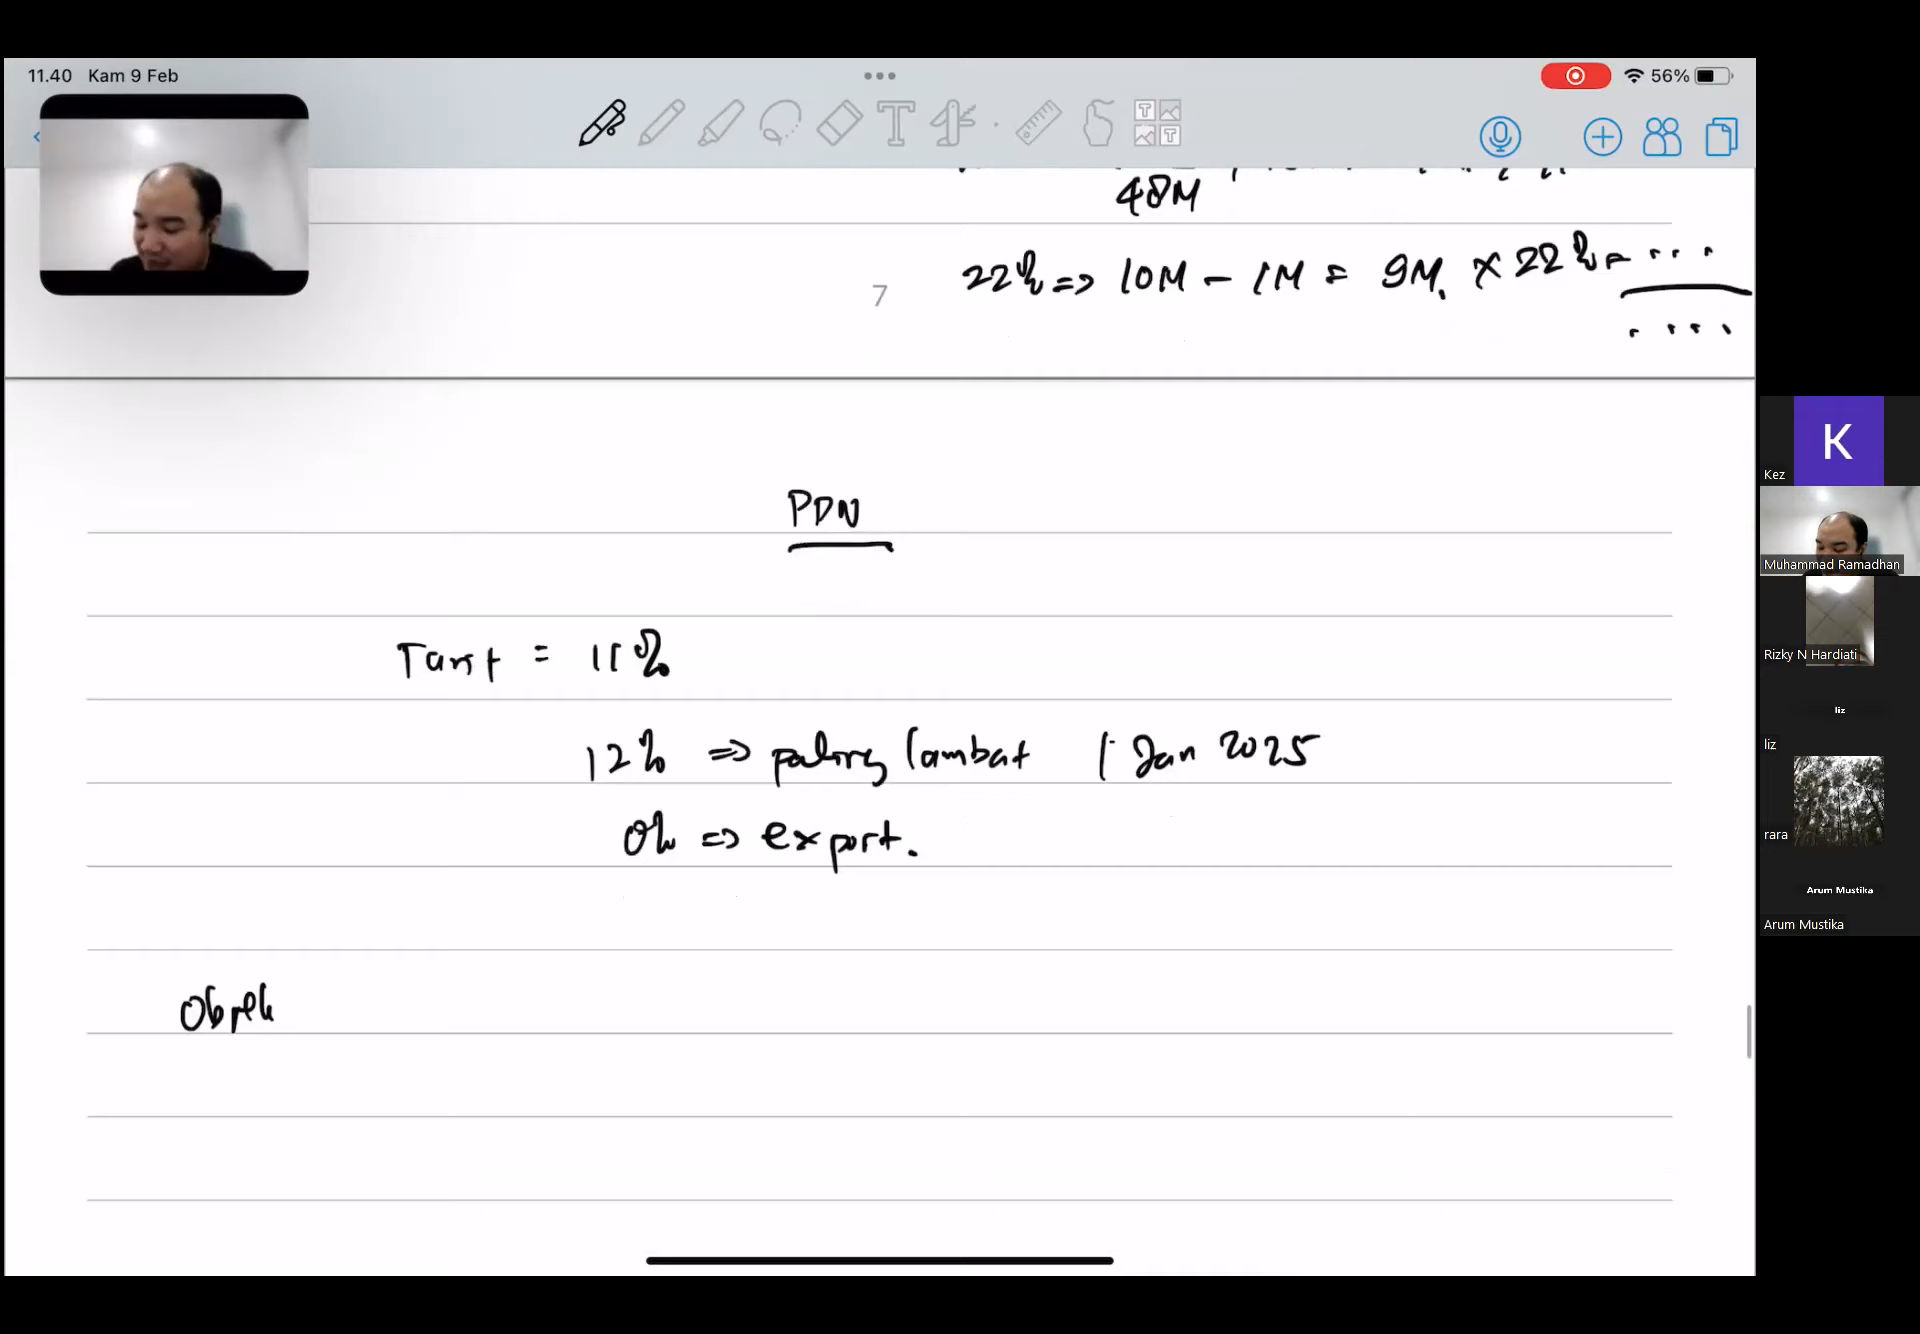 11.40 Kam 9 Feb
56%
48M
22% => 10M - 1M = 9M. x 22% = ...
....
7
PPN
Tarif = 11%
12% => paling lambat 1 Jan 2025
0% => export.
Objek
K
Kez
Muhammad Ramadhan
Rizky N Hardiati
liz
liz
rara
Arum Mustika
Arum Mustika